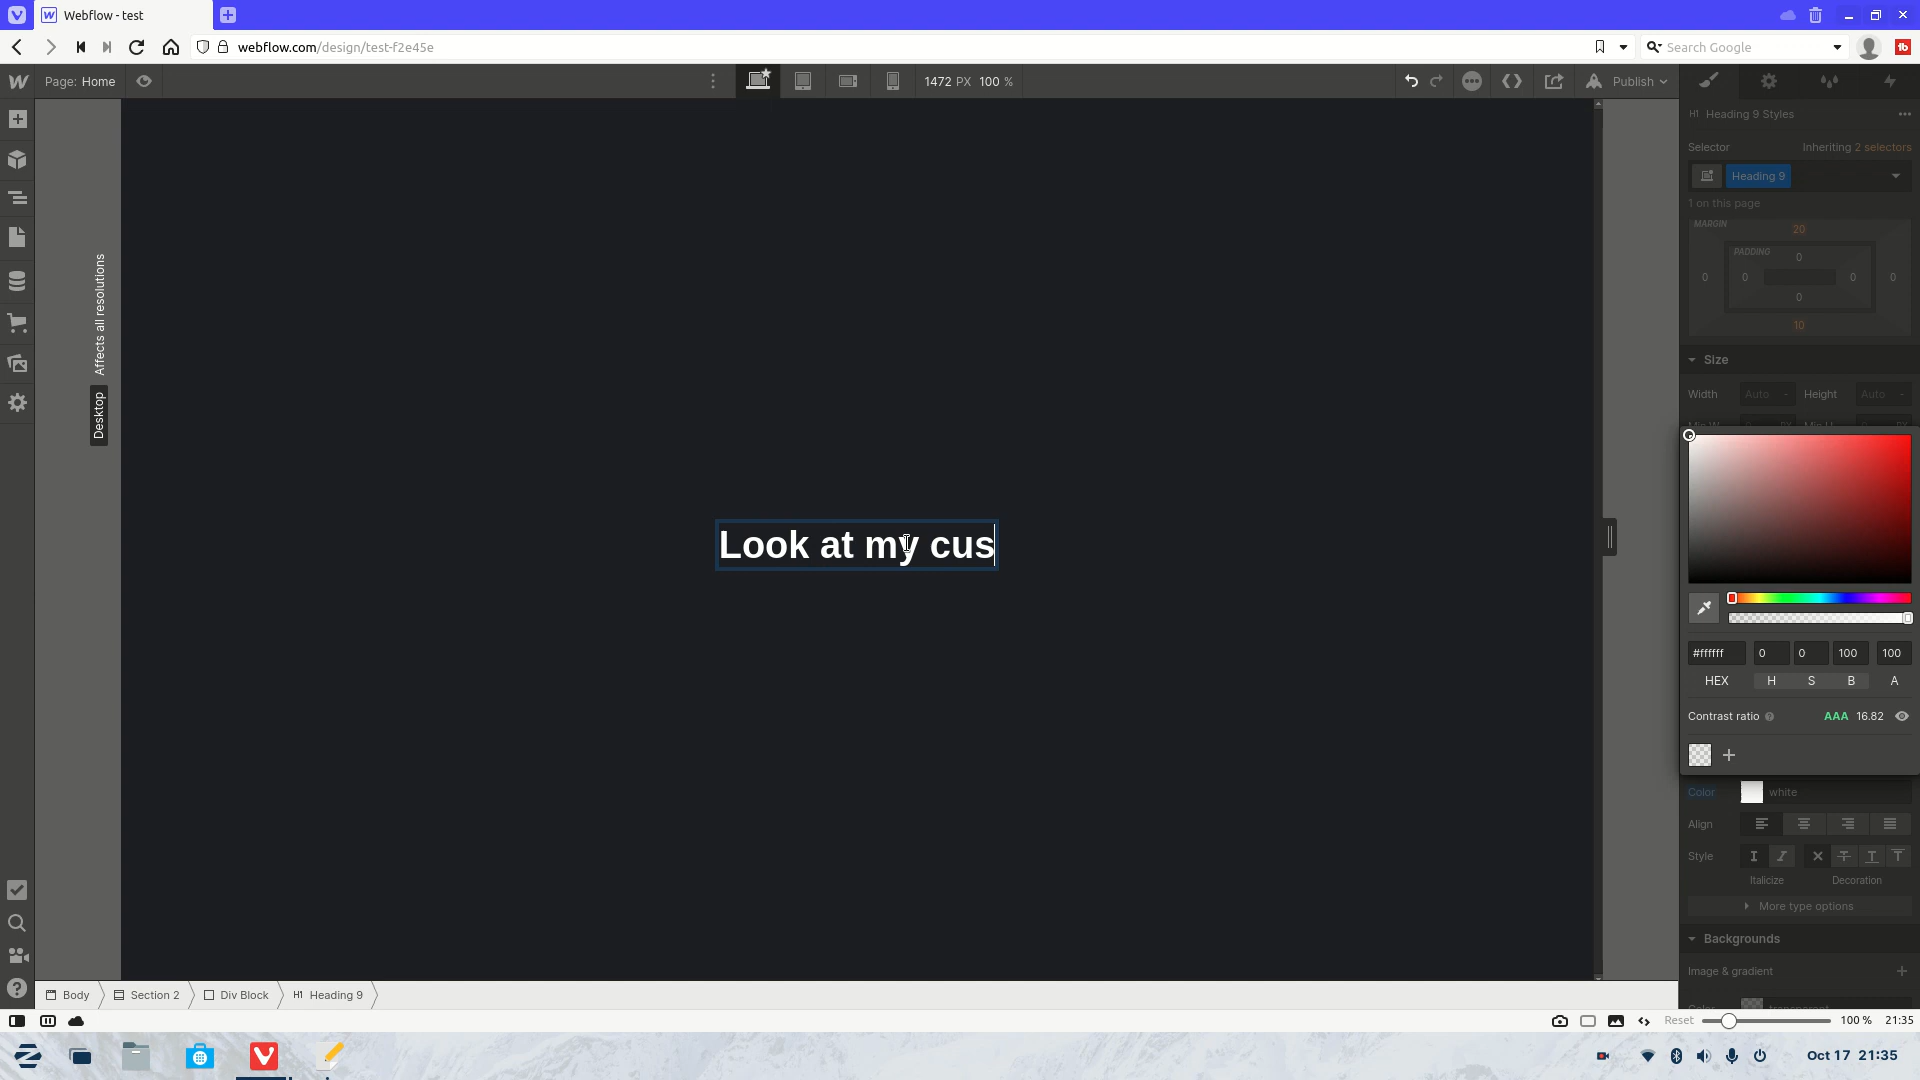 Webflow - test
webflow.com/design/test-f2e45e
Search Google
Page: Home
1472 PX 100 %
Publish
H1 Heading 9 Styles
Selector Inheriting 2 selectors
Heading 9
1 on this page
MARGIN
20
PADDING
0
0 0 0 0
0
10
Size
Width Auto - Height Auto -
Affects all resolutions
Desktop
Look at my cus
#ffffff 0 0 100 100
HEX H S B A
Contrast ratio AAA 16.82
Color white
Align
Style
Italicize Decoration
More type options
Backgrounds
Image & gradient
Color transparent
Body Section 2 Div Block H1 Heading 9
Reset 100 % 21:35
Oct 17 21:35